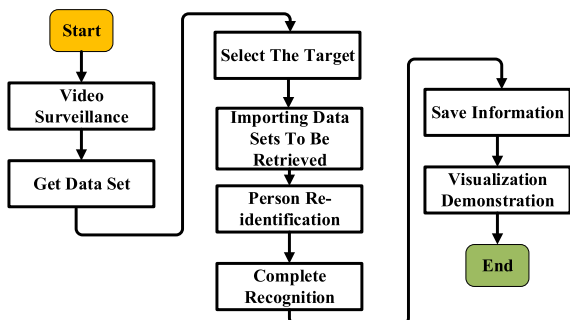 Start
Video
Surveillance
Get Data Set
Select The Target
Importing Data
Sets To Be
Retrieved
Person Re-
identification
Complete
Recognition
Save Information
Visualization
Demonstration
End